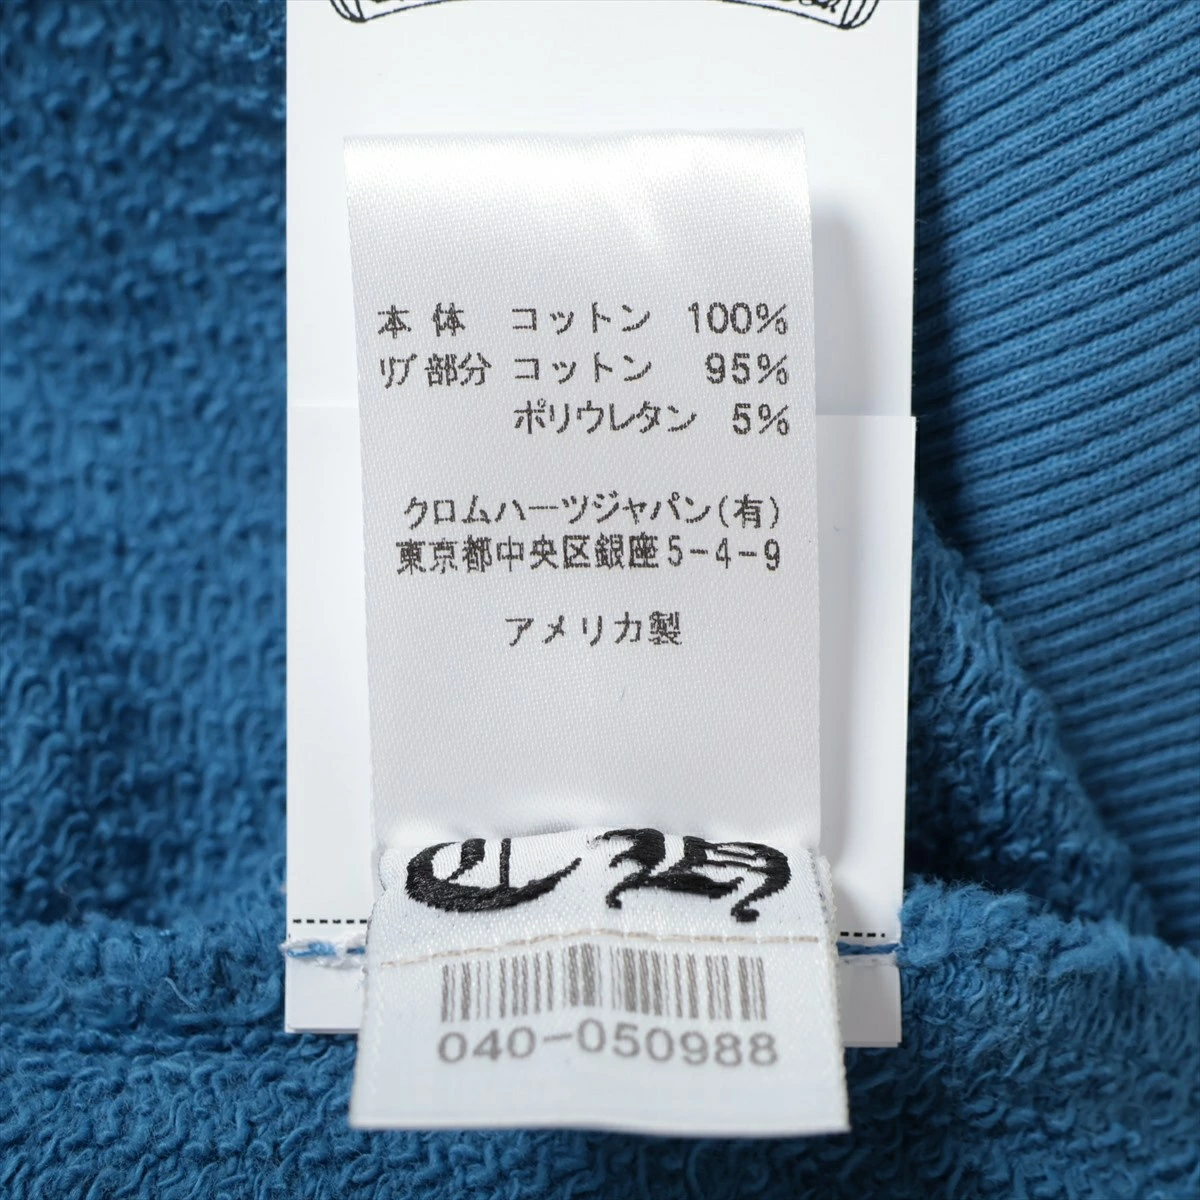 本体 コットン 100%
リブ部分 コットン 95%
ポリウレタン 5%
クロムハーツジャパン(有)
東京都中央区銀座5-4-9
アメリカ製
CH
040-050988